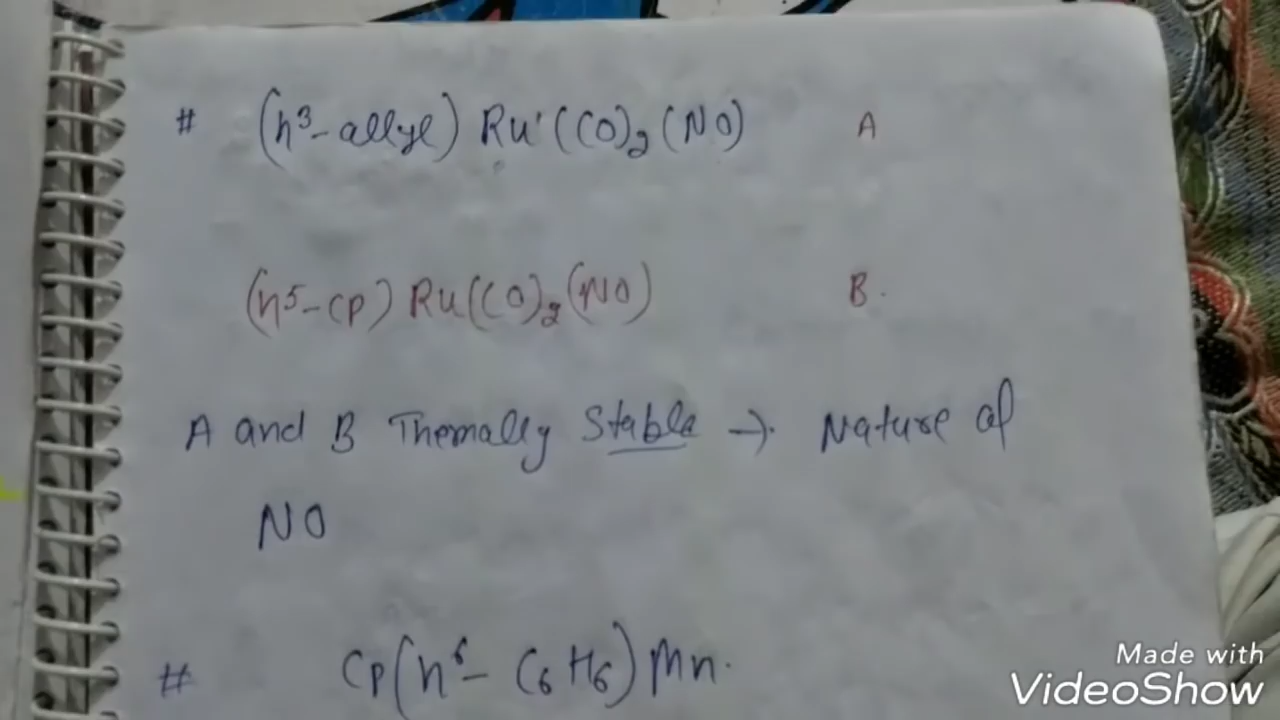 # (η³-allyl) Ru (CO)₂ (NO) A
(η⁵-CP) Ru(CO)₂(NO) B.
A and B Themally Stable → Nature of
NO
# Cp(η⁶- C₆H₆) Mn.
Made with
VideoShow